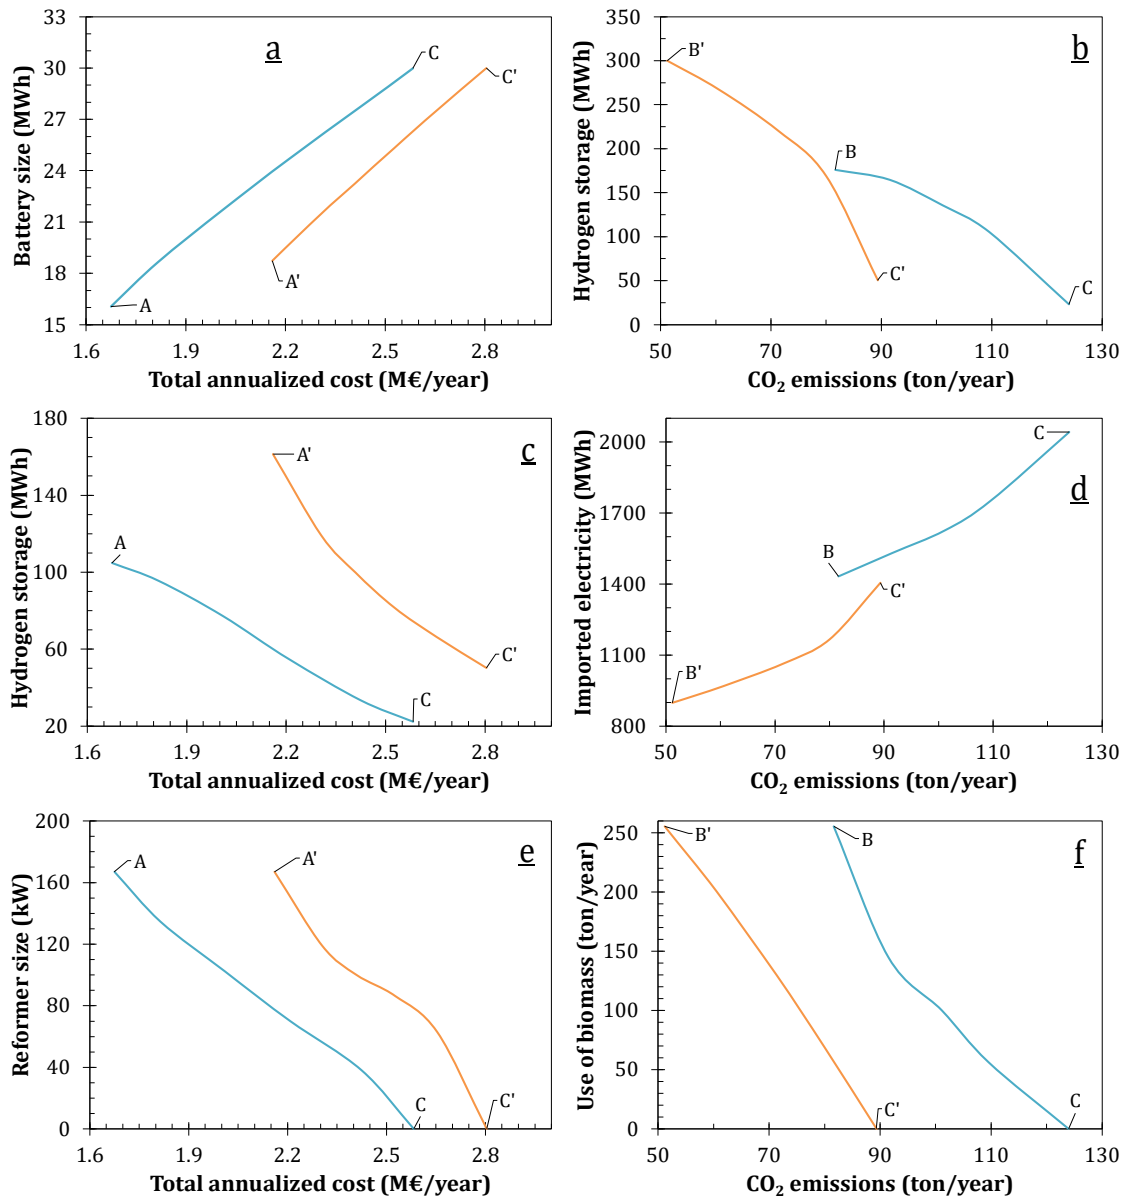 a
Battery size (MWh)
33
30
27
24
21
18
15
1.6
1.9
2.2
2.5
2.8
Total annualized cost (M€/year)
A
C
A'
C'
b
Hydrogen storage (MWh)
350
300
250
200
150
100
50
0
50
70
90
110
130
CO₂ emissions (ton/year)
B'
B
C'
C
c
Hydrogen storage (MWh)
180
140
100
60
20
1.6
1.9
2.2
2.5
2.8
Total annualized cost (M€/year)
A'
A
C'
C
d
Imported electricity (MWh)
2000
1700
1400
1100
800
50
70
90
110
130
CO₂ emissions (ton/year)
C
B
C'
B'
e
Reformer size (kW)
200
160
120
80
40
0
1.6
1.9
2.2
2.5
2.8
Total annualized cost (M€/year)
A
A'
C
C'
f
Use of biomass (ton/year)
250
200
150
100
50
0
50
70
90
110
130
CO₂ emissions (ton/year)
B'
B
C'
C